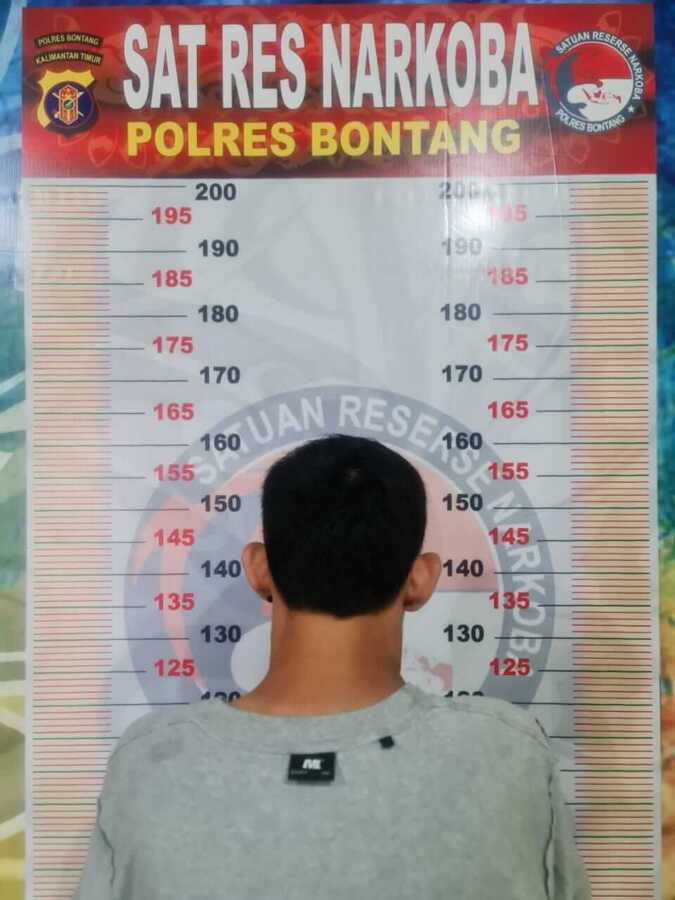 POLRES BONTANG
KALIMANTAN TIMUR
SAT RES NARKOBA
POLRES BONTANG
SATUAN RESERSE NARKOBA
POLRES BONTANG
200 200
195 195
190 190
185 185
180 180
175 175
170 170
165 165
SATUAN RESERSE NARKOBA
160 160
155 155
150 150
145 145
140 140
135 135
130 130
125 125